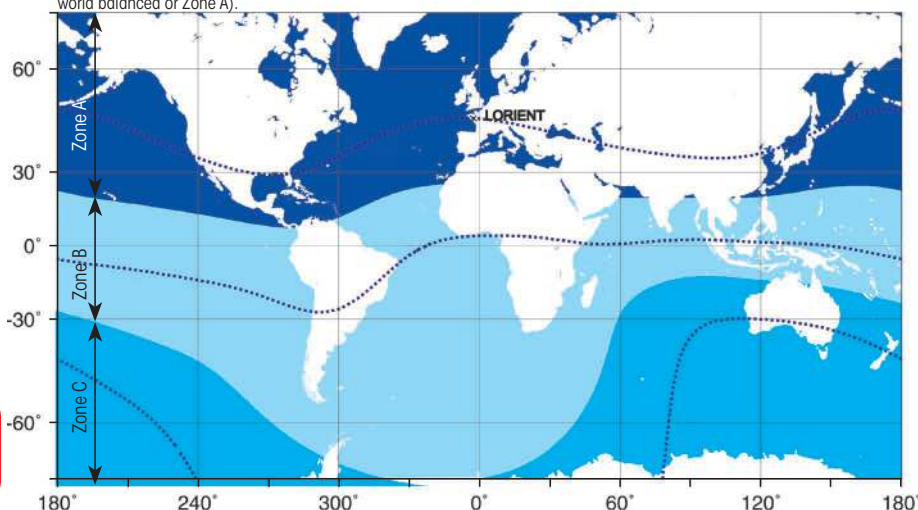 world balanced or Zone A).
60°
Zone A
LORIENT
30°
0°
Zone B
-30°
Zone C
-60°
180° 240° 300° 0° 60° 120° 180°